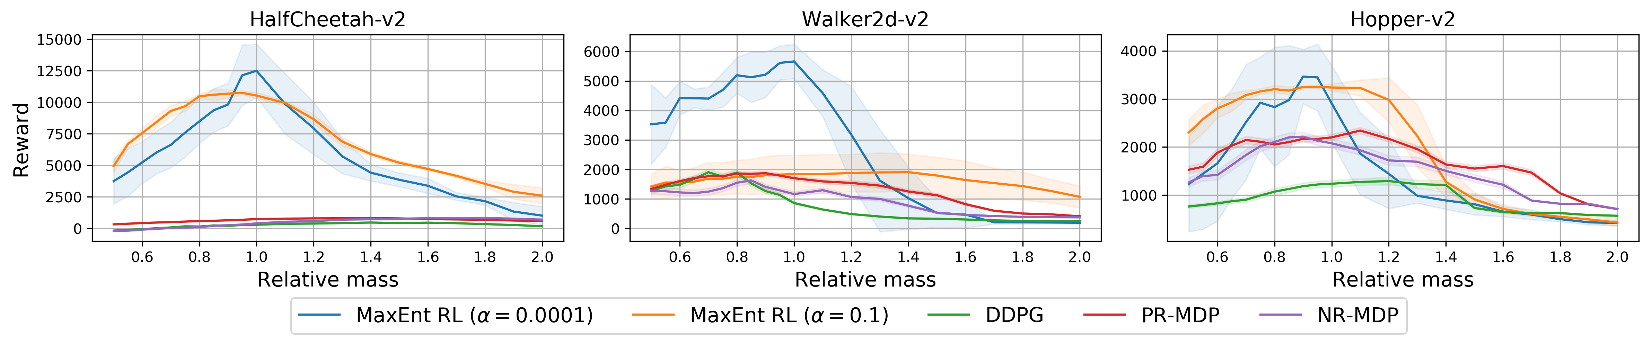 HalfCheetah-v2
Walker2d-v2
Hopper-v2
Reward
15000
12500
10000
7500
5000
2500
0
0.6 0.8 1.0 1.2 1.4 1.6 1.8 2.0
Relative mass
6000
5000
4000
3000
2000
1000
0
0.6 0.8 1.0 1.2 1.4 1.6 1.8 2.0
Relative mass
4000
3000
2000
1000
0.6 0.8 1.0 1.2 1.4 1.6 1.8 2.0
Relative mass
MaxEnt RL (α = 0.0001) MaxEnt RL (α = 0.1) DDPG PR-MDP NR-MDP